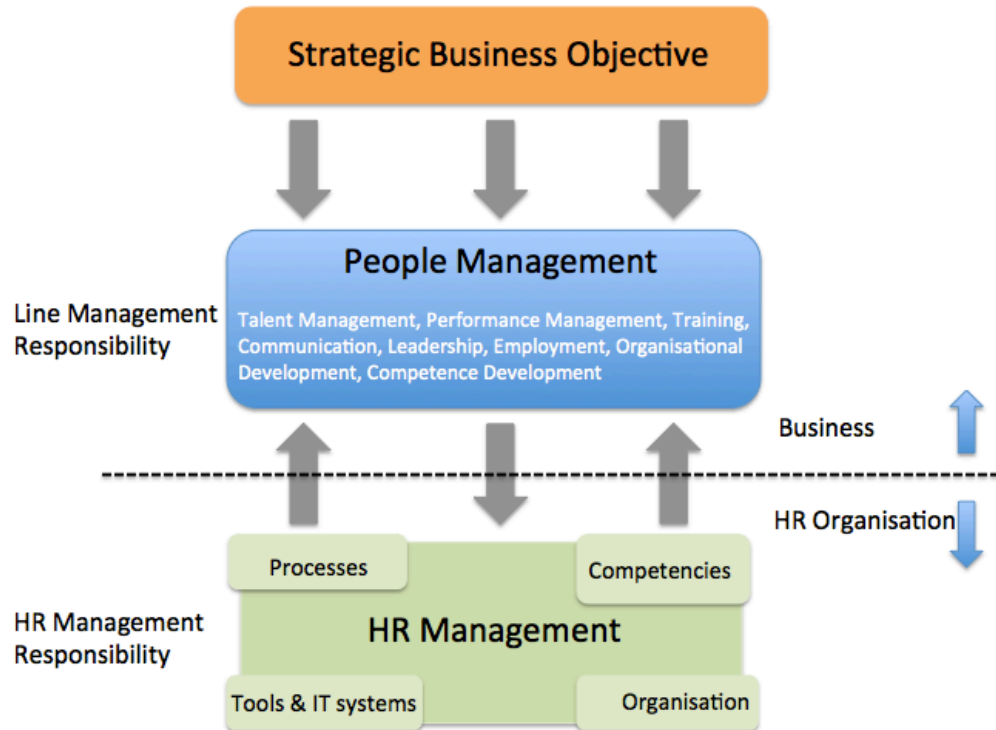 Strategic Business Objective
People Management
Line Management
Responsibility
Talent Management, Performance Management, Training,
Communication, Leadership, Employment, Organisational
Development, Competence Development
Business
HR Organisation
Processes
Competencies
HR Management
Responsibility
HR Management
Tools & IT systems
Organisation